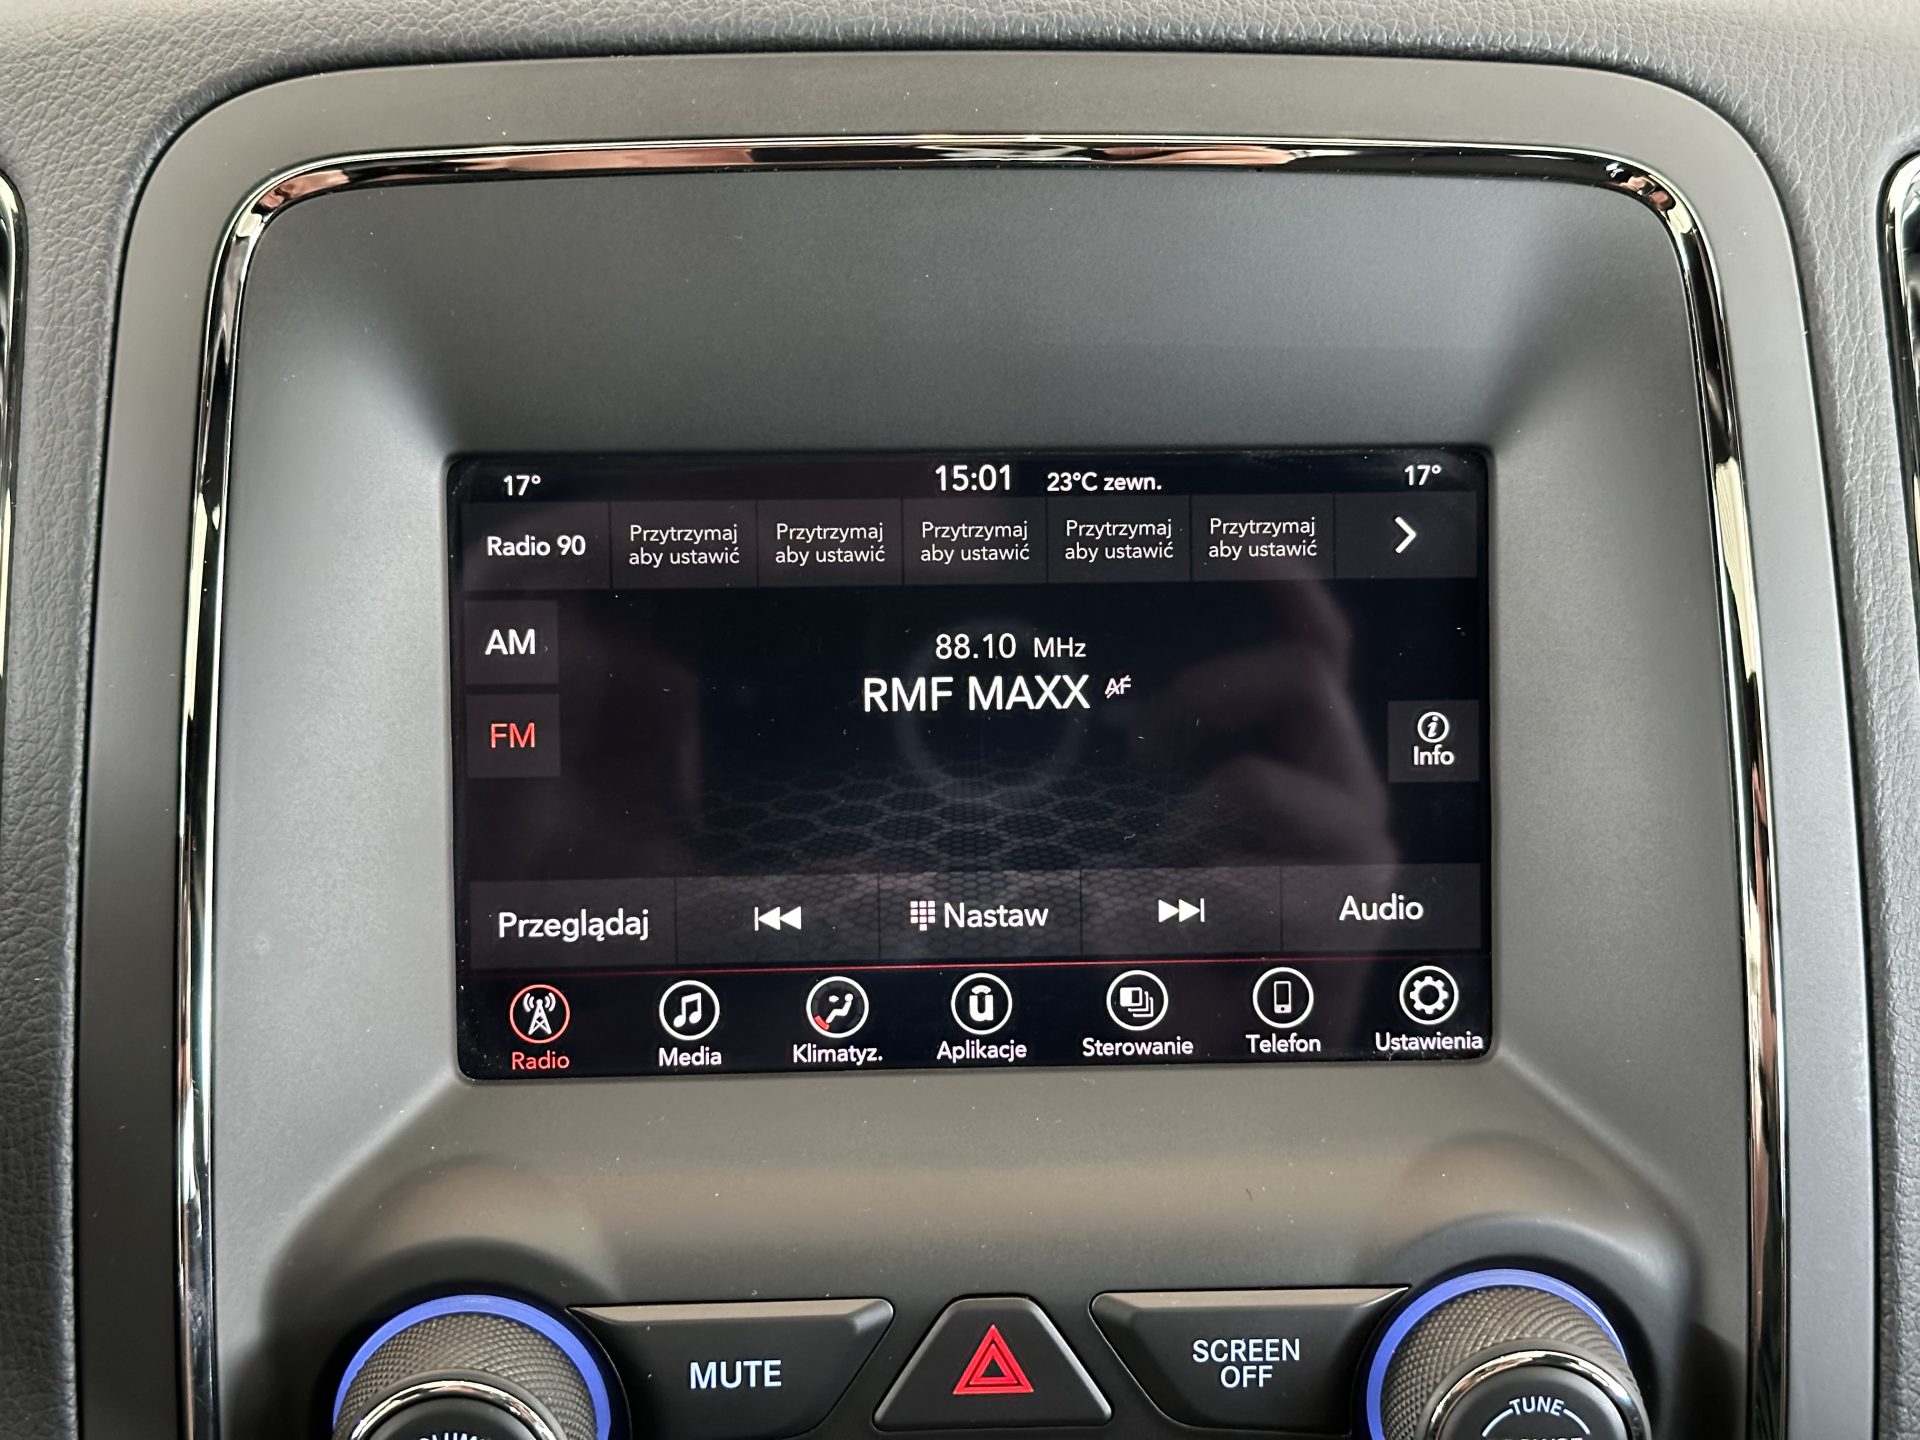 17° 15:01 23°C zewn. 17°
Radio 90
Przytrzymaj
aby ustawić
Przytrzymaj
aby ustawić
Przytrzymaj
aby ustawić
Przytrzymaj
aby ustawić
Przytrzymaj
aby ustawić
AM
88.10 MHz
RMF MAXX AF
FM
Info
Przeglądaj Nastaw Audio
Radio Media Klimatyz. Aplikacje Sterowanie Telefon Ustawienia
MUTE
SCREEN
OFF
TUNE